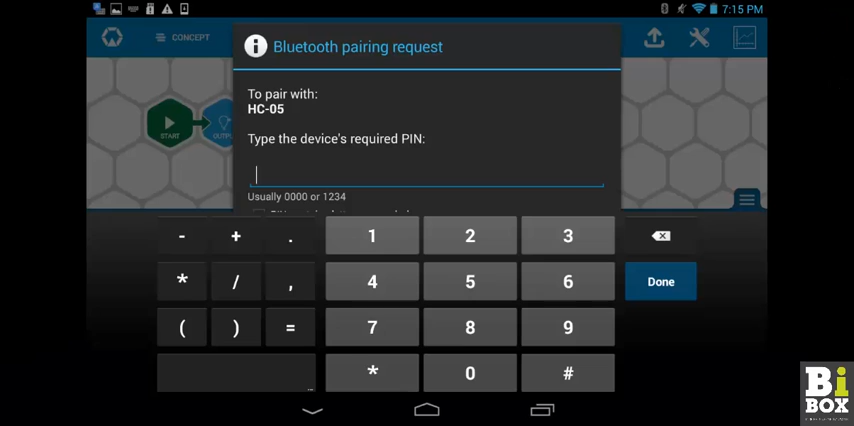 7:15 PM
CONCEPT
Bluetooth pairing request
To pair with:
HC-05
START
OUTPU
Type the device's required PIN:
Usually 0000 or 1234
- + . 1 2 3
* / , 4 5 6 Done
( ) = 7 8 9
... * 0 #
Bi
BOX